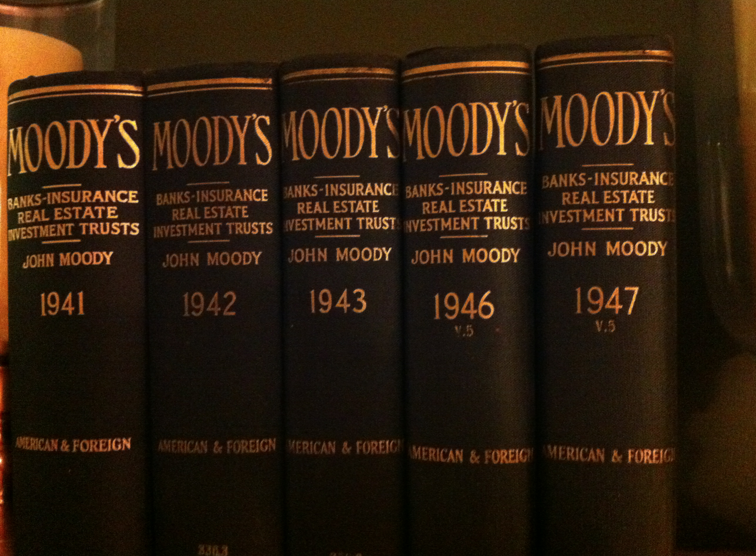 MOODY'S
BANKS-INSURANCE
REAL ESTATE
INVESTMENT TRUSTS
JOHN MOODY
1941
AMERICAN & FOREIGN
MOODY'S
BANKS-INSURANCE
REAL ESTATE
INVESTMENT TRUSTS
JOHN MOODY
1942
AMERICAN & FOREIGN
MOODY'S
BANKS-INSURANCE
REAL ESTATE
INVESTMENT TRUSTS
JOHN MOODY
1943
AMERICAN & FOREIGN
MOODY'S
BANKS-INSURANCE
REAL ESTATE
INVESTMENT TRUSTS
JOHN MOODY
1946
V.5
AMERICAN & FOREIGN
MOODY'S
BANKS-INSURANCE
REAL ESTATE
INVESTMENT TRUSTS
JOHN MOODY
1947
V.5
AMERICAN & FOREIGN